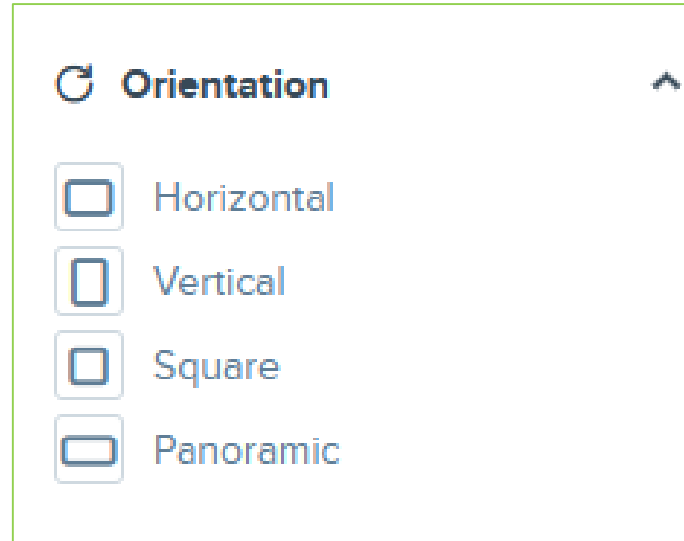 Orientation
Horizontal
Vertical
Square
Panoramic